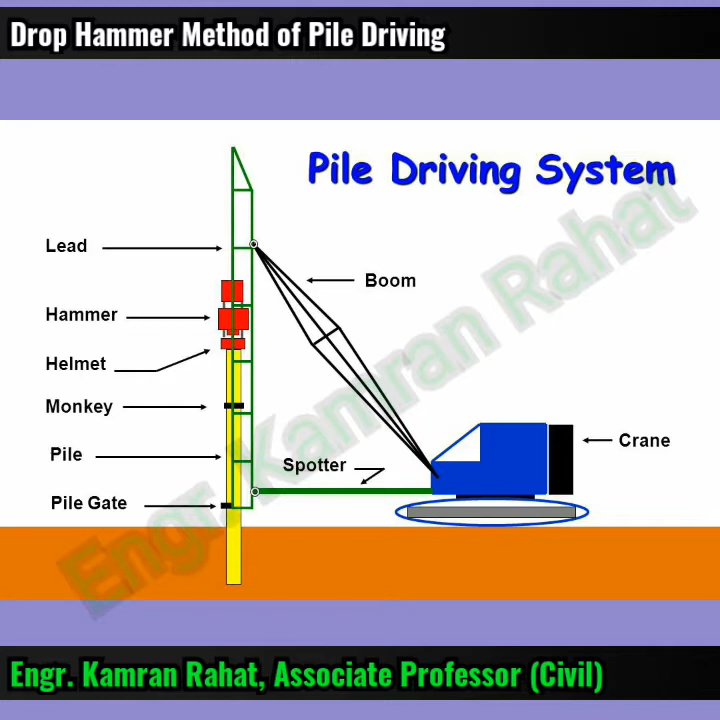 Drop Hammer Method of Pile Driving
Pile Driving System
Lead
Boom
Hammer
Helmet
Monkey
Crane
Pile
Spotter
Pile Gate
Engr. Kamran Rahat
Engr. Kamran Rahat, Associate Professor (Civil)